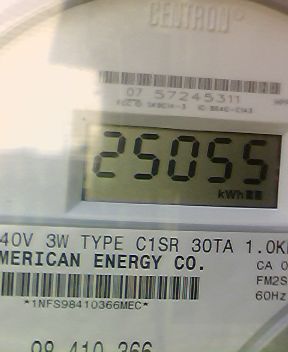 CENTRON
07 57245311
25055
kWh
40V 3W TYPE C1SR 30TA 1.0K
MERICAN ENERGY CO.
CA 0
FM2S
60Hz
*1NFS98410366MEC*
98 410 366